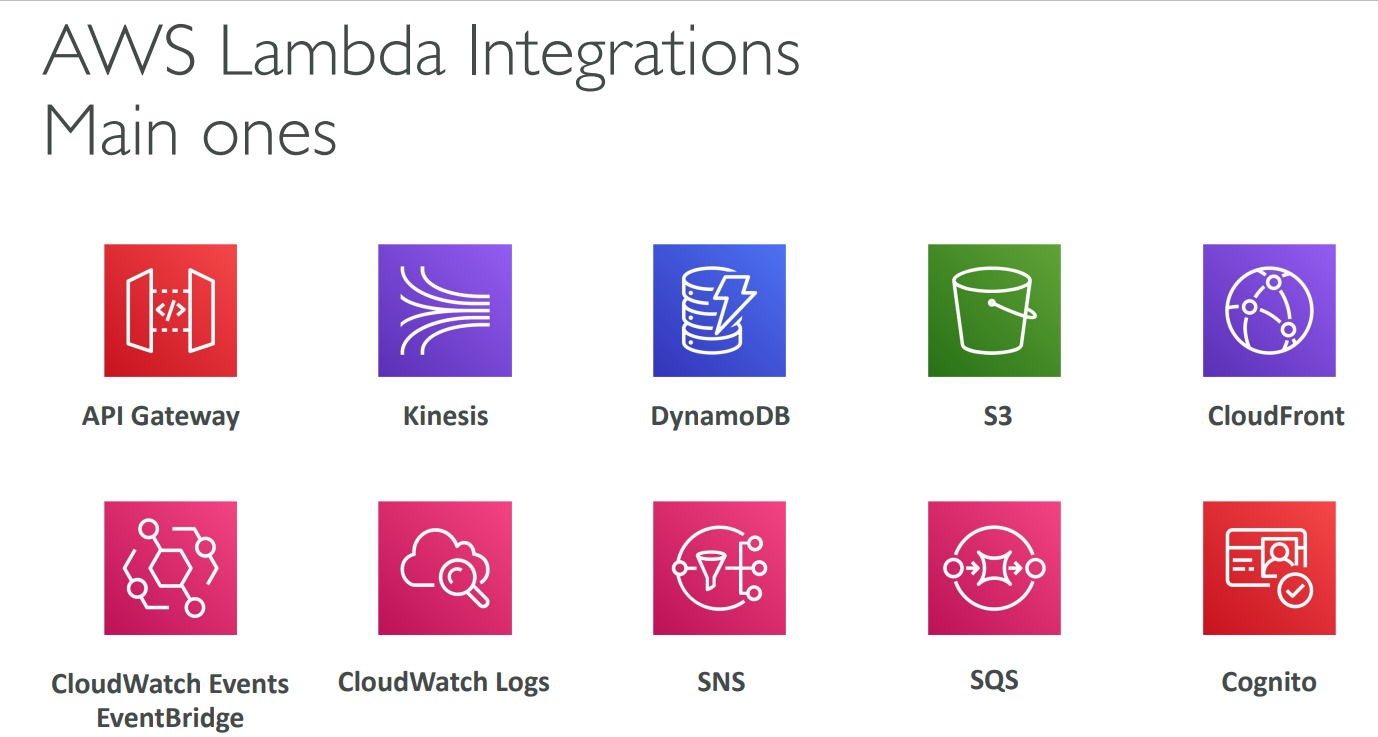 AWS Lambda Integrations
Main ones
</>
API Gateway
Kinesis
DynamoDB
S3
CloudFront
CloudWatch Events
EventBridge
CloudWatch Logs
SNS
SQS
Cognito